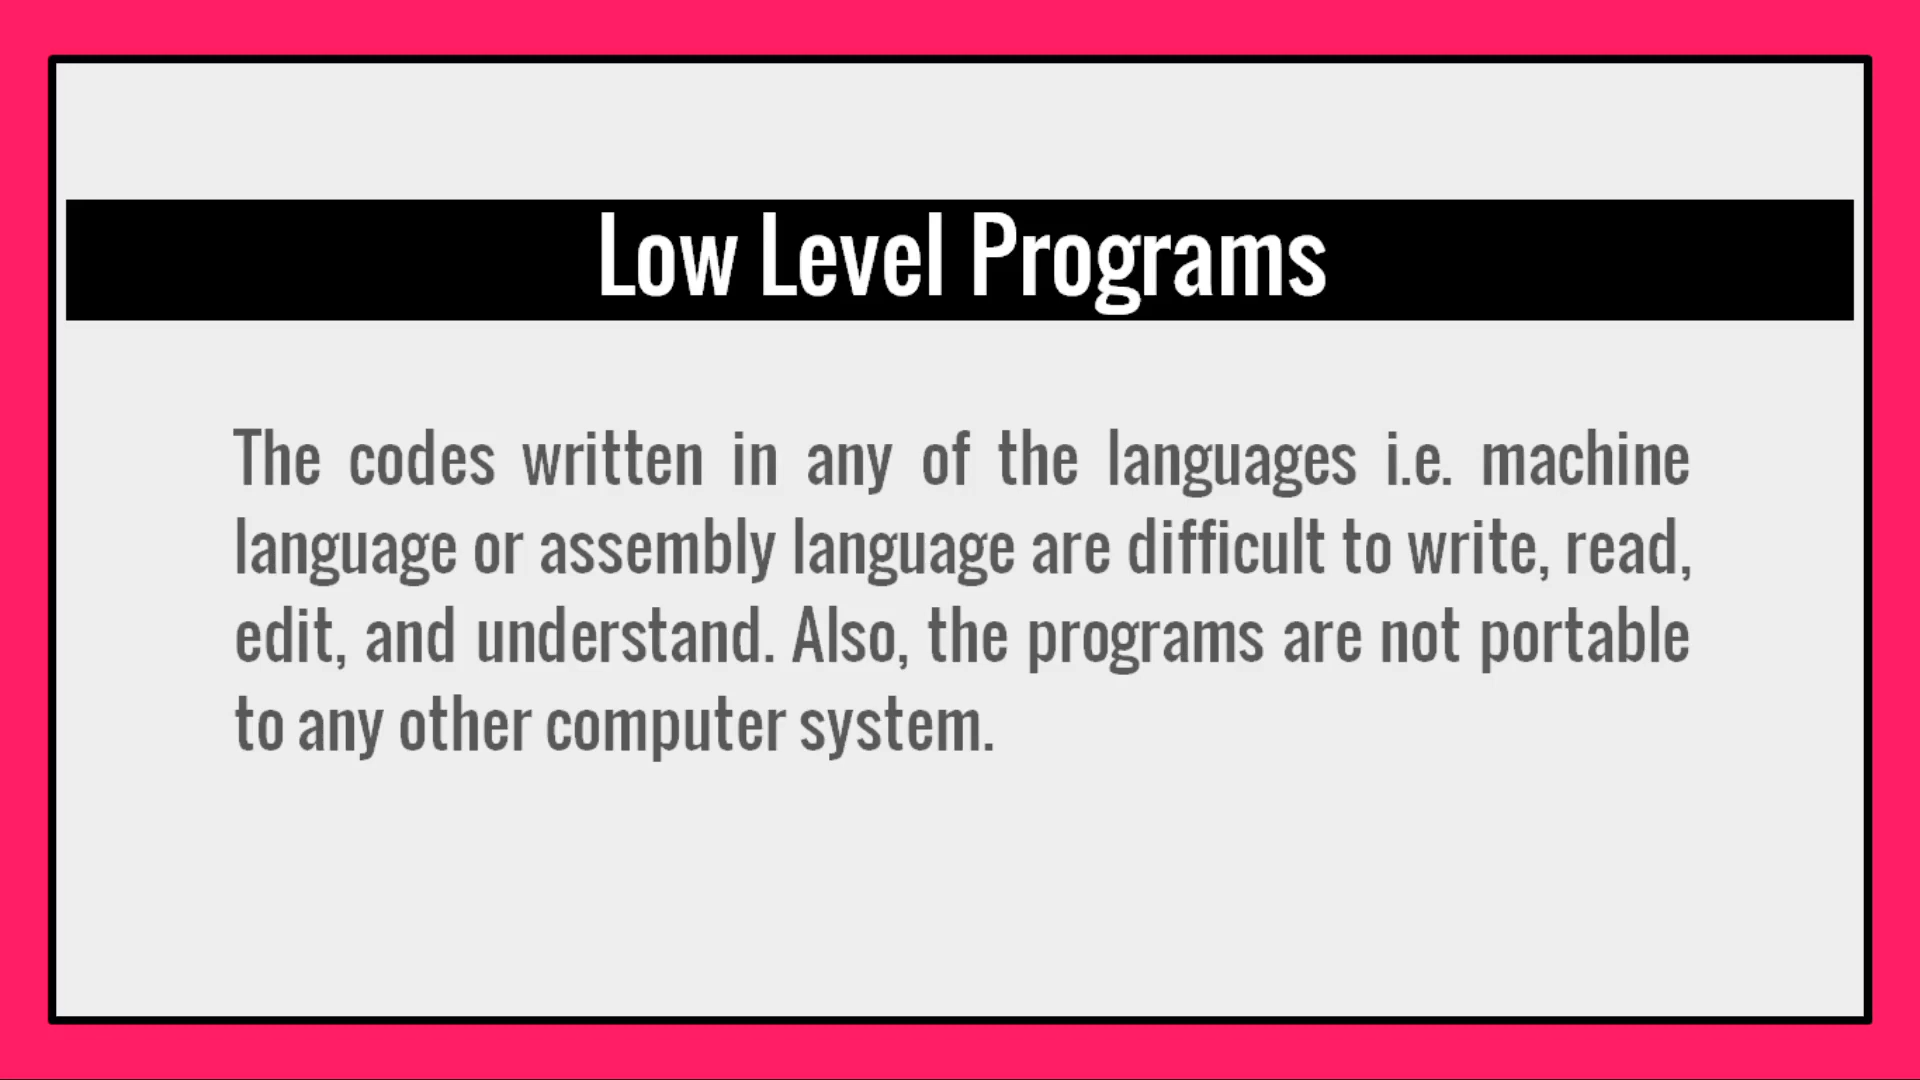 Low Level Programs
The codes written in any of the languages i.e. machine
language or assembly language are difficult to write, read,
edit, and understand. Also, the programs are not portable
to any other computer system.